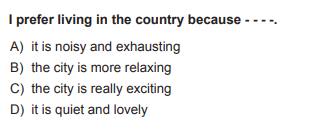 I prefer living in the country because - - - -.
A) it is noisy and exhausting
B) the city is more relaxing
C) the city is really exciting
D) it is quiet and lovely